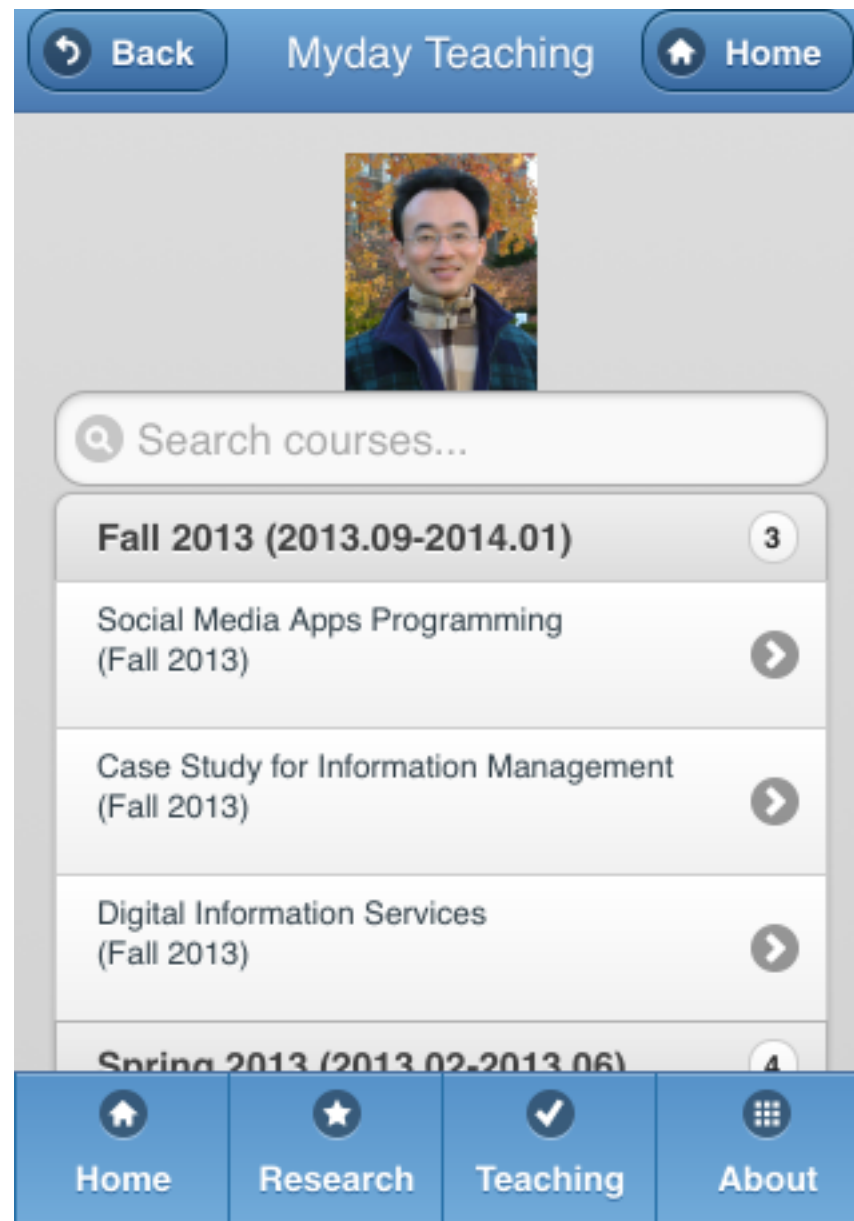 Back Myday Teaching Home
Search courses...
Fall 2013 (2013.09-2014.01) 3
Social Media Apps Programming
(Fall 2013)
Case Study for Information Management
(Fall 2013)
Digital Information Services
(Fall 2013)
Spring 2013 (2013.02-2013.06) 4
Home Research Teaching About